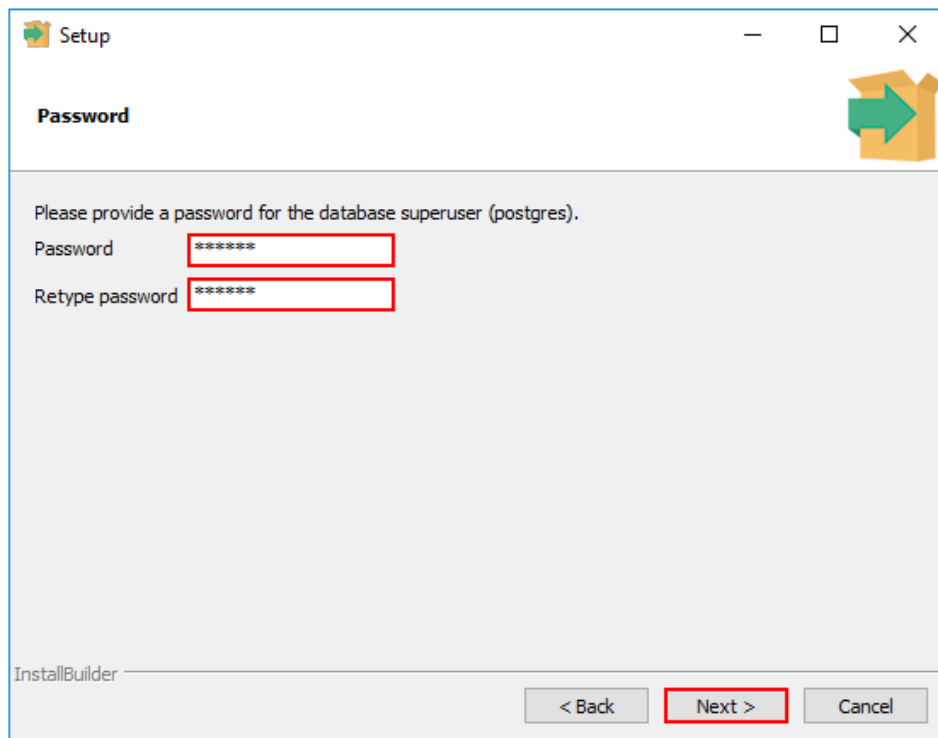 Setup
Password
Please provide a password for the database superuser (postgres).
Password ******
Retype password ******
InstallBuilder
< Back Next > Cancel